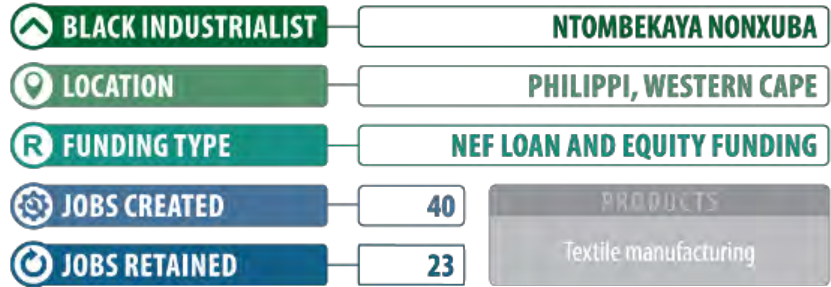 BLACK INDUSTRIALIST NTOMBEKAYA NONXUBA
LOCATION PHILIPPI, WESTERN CAPE
R FUNDING TYPE NEF LOAN AND EQUITY FUNDING
JOBS CREATED 40
PRODUCTS
Textile manufacturing
JOBS RETAINED 23